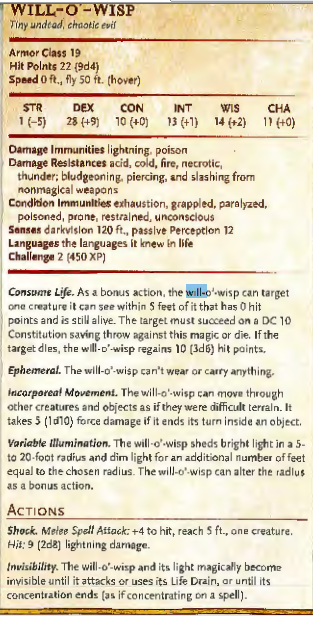 WILL-O'-WISP
Tiny undead, chaotic evil
Armor Class 19
Hit Points 22 (9d4)
Speed 0 ft., fly 50 ft. (hover)
STR DEX CON INT WIS CHA
1 (–5) 28 (+9) 10 (+0) 13 (+1) 14 (+2) 11 (+0)
Damage Immunities lightning, poison
Damage Resistances acid, cold, fire, necrotic,
thunder; bludgeoning, piercing, and slashing from
nonmagical weapons
Condition Immunities exhaustion, grappled, paralyzed,
poisoned, prone, restrained, unconscious
Senses darkvision 120 ft., passive Perception 12
Languages the languages it knew in life
Challenge 2 (450 XP)
Consume Life. As a bonus action, the will-o'-wisp can target
one creature it can see within 5 feet of it that has 0 hit
points and is still alive. The target must succeed on a DC 10
Constitution saving throw against this magic or die. If the
target dies, the will-o'-wisp regains 10 (3d6) hit points.
Ephemeral. The will-o'-wisp can't wear or carry anything.
Incorporeal Movement. The will-o'-wisp can move through
other creatures and objects as if they were difficult terrain. It
takes 5 (1d10) force damage if it ends its turn inside an object.
Variable Illumination. The will-o'-wisp sheds bright light in a 5-
to 20-foot radius and dim light for an additional number of feet
equal to the chosen radius. The will-o'-wisp can alter the radius
as a bonus action.
ACTIONS
Shock. Melee Spell Attack: +4 to hit, reach 5 ft., one creature.
Hit: 9 (2d8) lightning damage.
Invisibility. The will-o'-wisp and its light magically become
invisible until it attacks or uses its Life Drain, or until its
concentration ends (as if concentrating on a spell).